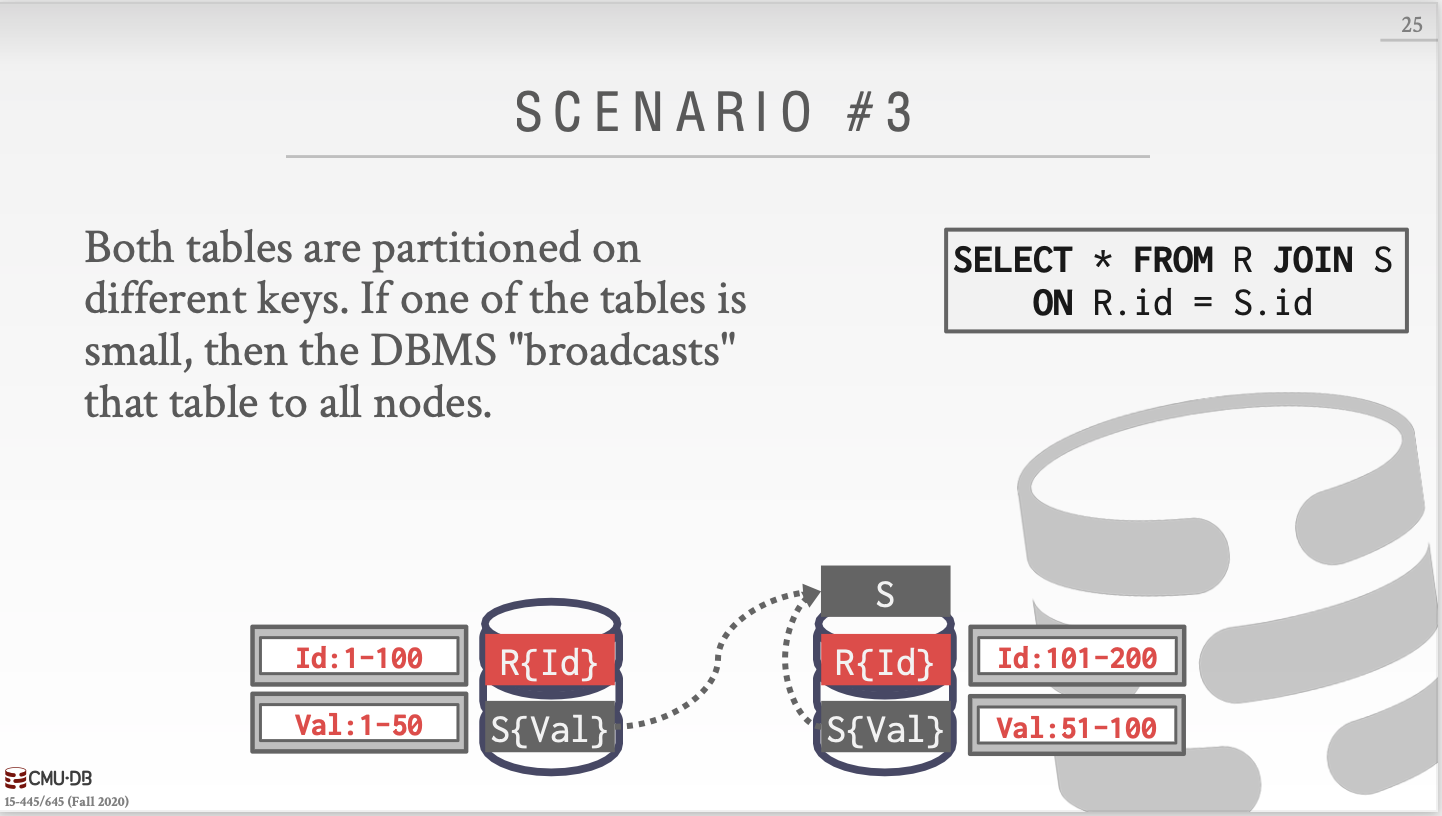 25
SCENARIO #3
Both tables are partitioned on
different keys. If one of the tables is
small, then the DBMS "broadcasts"
that table to all nodes.
SELECT * FROM R JOIN S
ON R.id = S.id
S
Id:1-100
R{Id}
R{Id}
Id:101-200
Val:1-50
S{Val}
S{Val}
Val:51-100
CMU·DB
15-445/645 (Fall 2020)